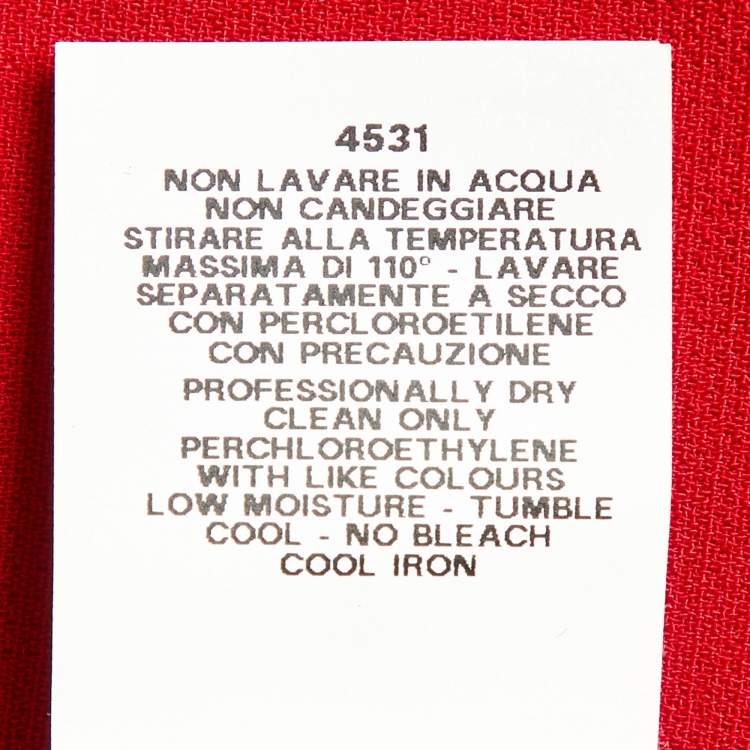 4531
NON LAVARE IN ACQUA
NON CANDEGGIARE
STIRARE ALLA TEMPERATURA
MASSIMA DI 110° - LAVARE
SEPARATAMENTE A SECCO
CON PERCLOROETILENE
CON PRECAUZIONE
PROFESSIONALLY DRY
CLEAN ONLY
PERCHLOROETHYLENE
WITH LIKE COLOURS
LOW MOISTURE - TUMBLE
COOL - NO BLEACH
COOL IRON